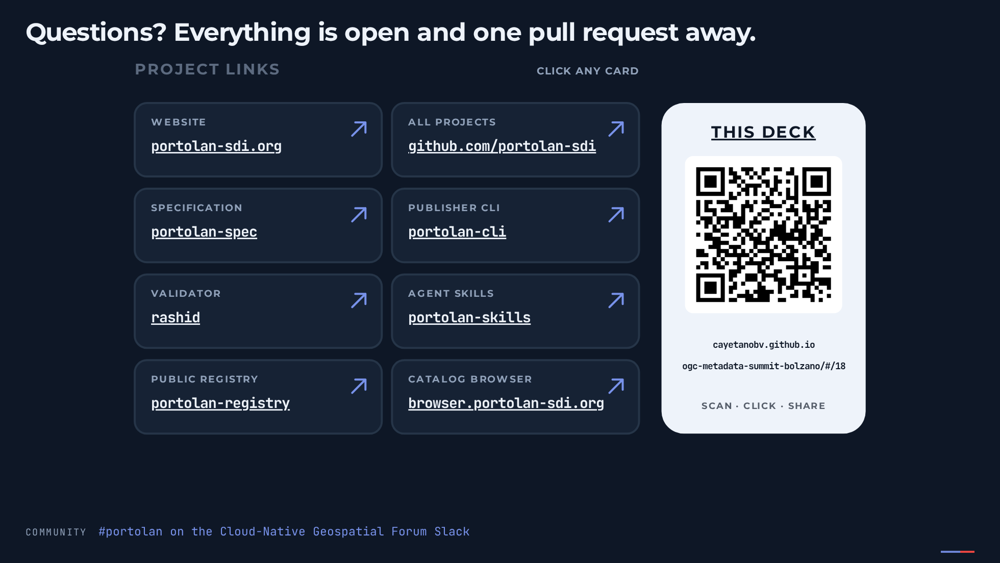 Questions? Everything is open and one pull request away.
PROJECT LINKS
CLICK ANY CARD
WEBSITE
portolan-sdi.org
ALL PROJECTS
github.com/portolan-sdi
SPECIFICATION
portolan-spec
PUBLISHER CLI
portolan-cli
VALIDATOR
rashid
AGENT SKILLS
portolan-skills
PUBLIC REGISTRY
portolan-registry
CATALOG BROWSER
browser.portolan-sdi.org
THIS DECK
cayetanobv.github.io
ogc-metadata-summit-bolzano/#/18
SCAN · CLICK · SHARE
COMMUNITY #portolan on the Cloud-Native Geospatial Forum Slack